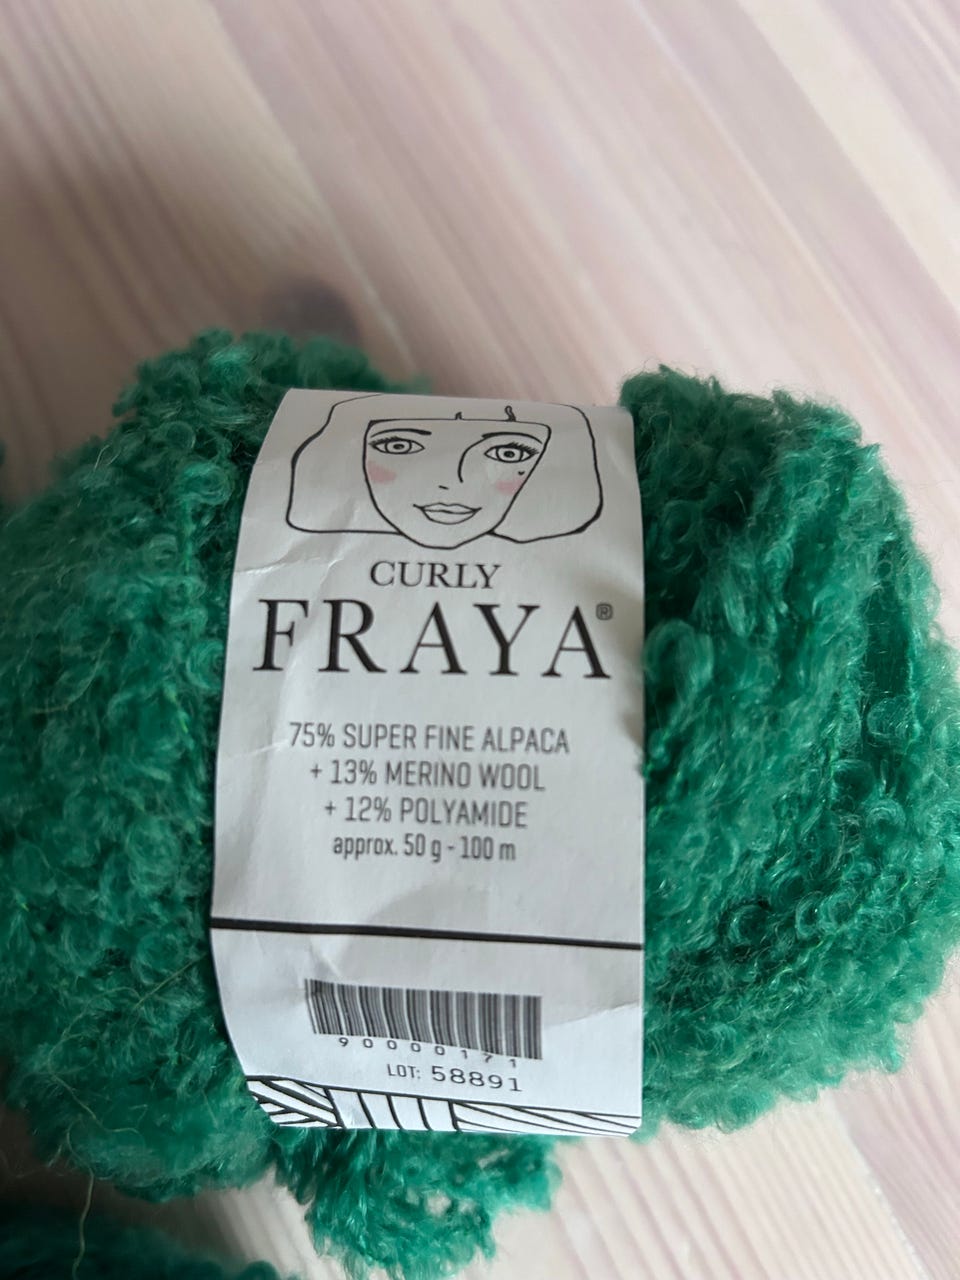 CURLY
FRAYA®
75% SUPER FINE ALPACA
+ 13% MERINO WOOL
+ 12% POLYAMIDE
approx. 50 g - 100 m
90000171
LOT: 58891